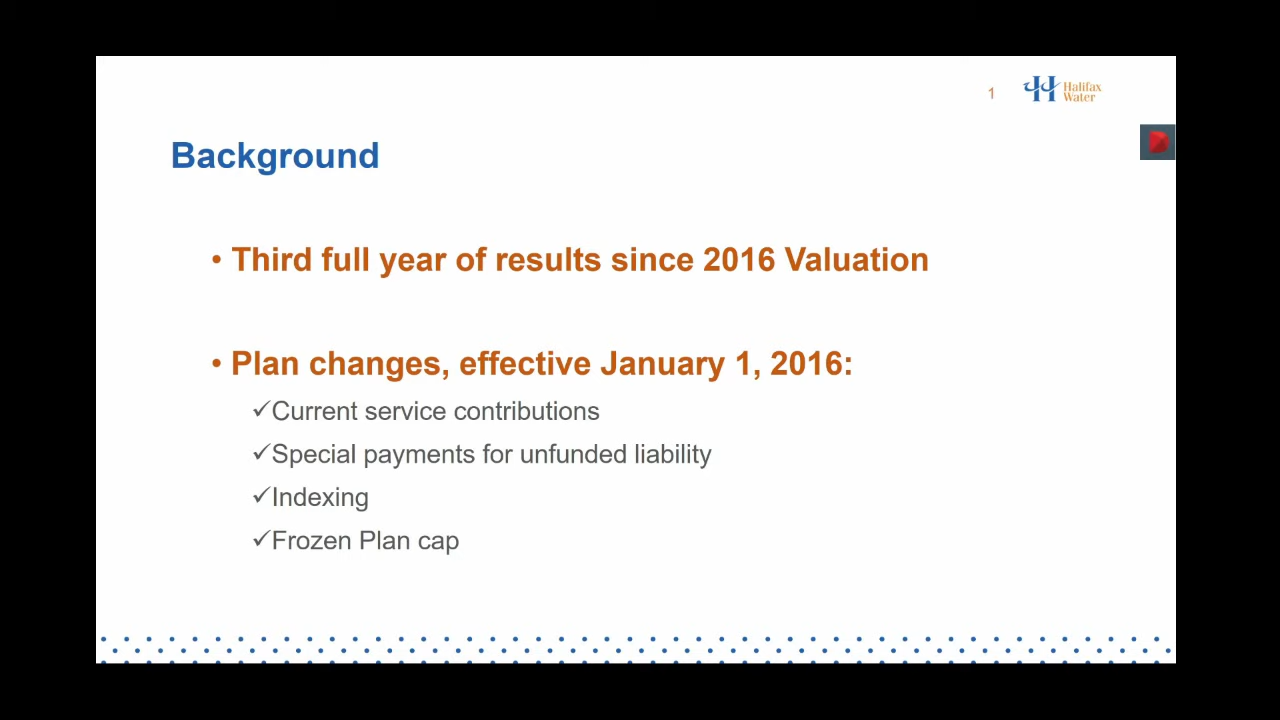 1
Halifax
Water
Background
• Third full year of results since 2016 Valuation
• Plan changes, effective January 1, 2016:
✓Current service contributions
✓Special payments for unfunded liability
✓Indexing
✓Frozen Plan cap